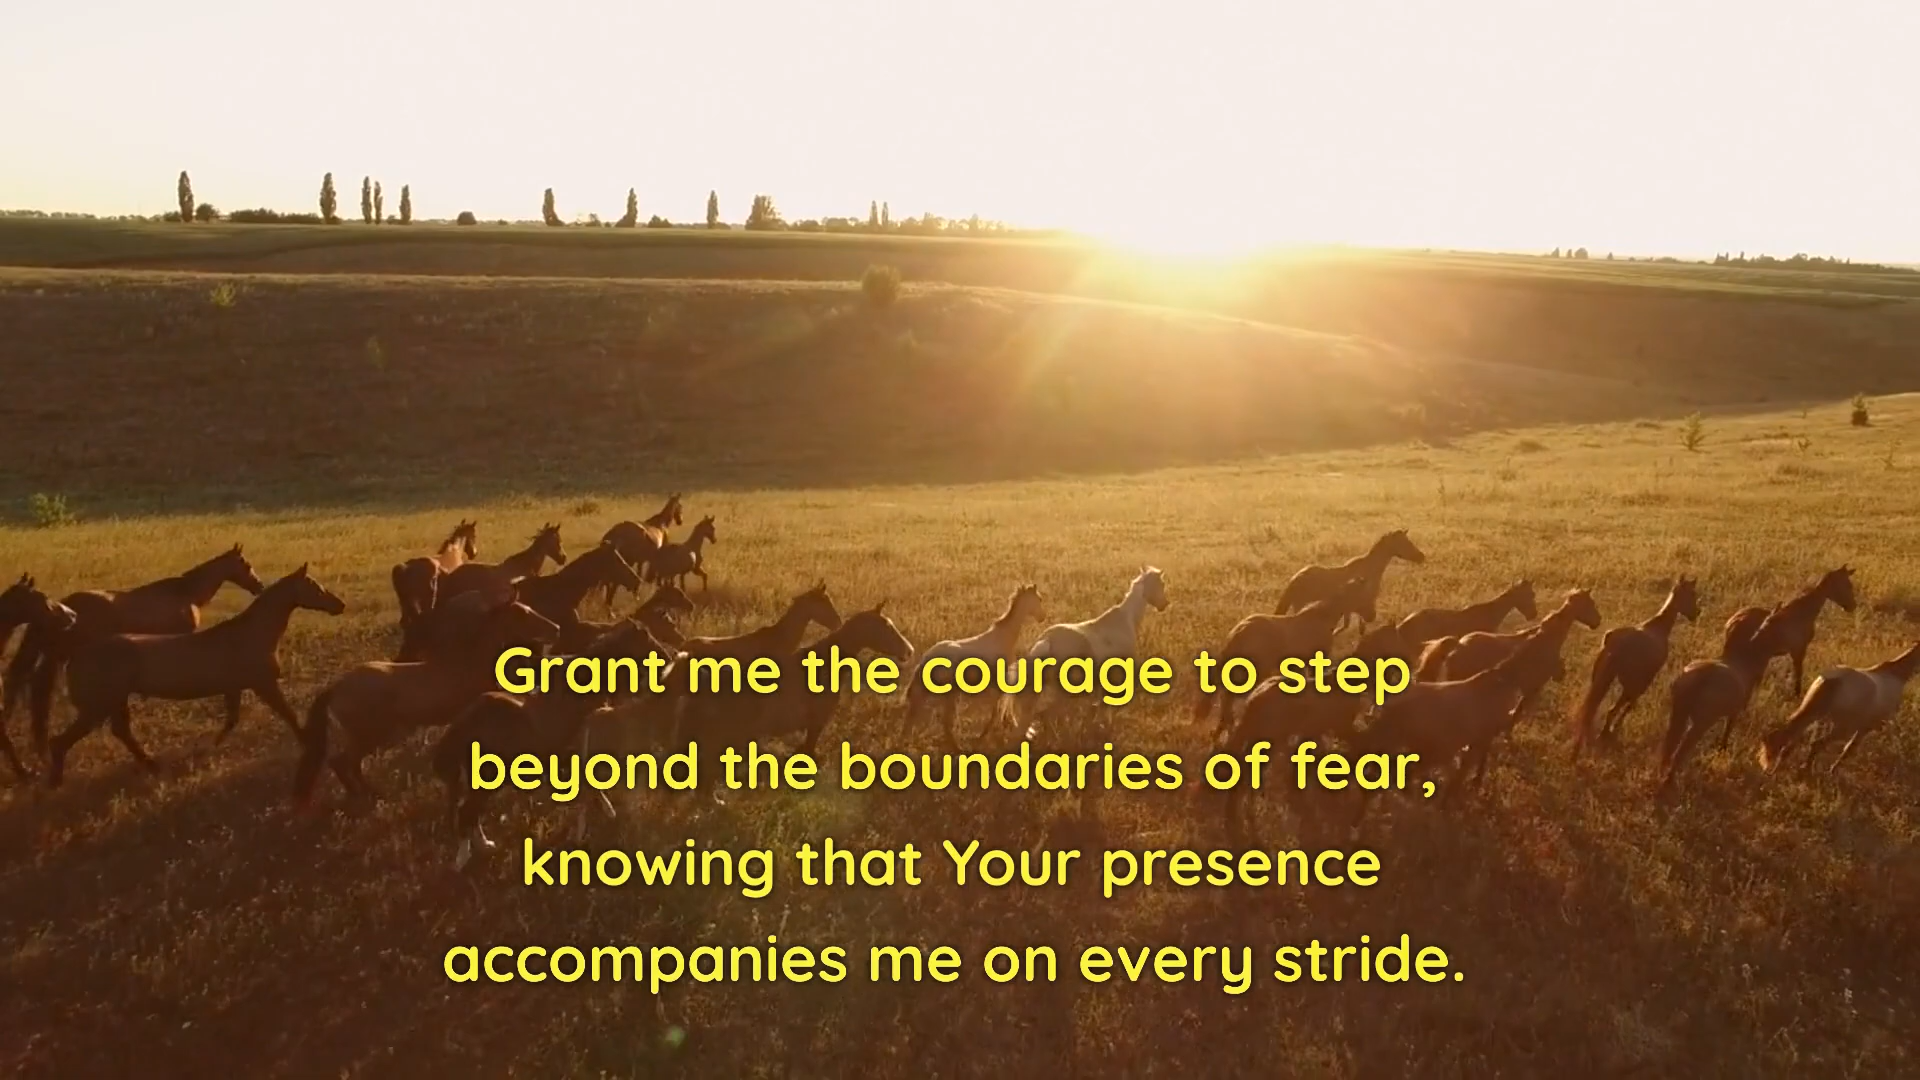 Grant me the courage to step
beyond the boundaries of fear,
knowing that Your presence
accompanies me on every stride.